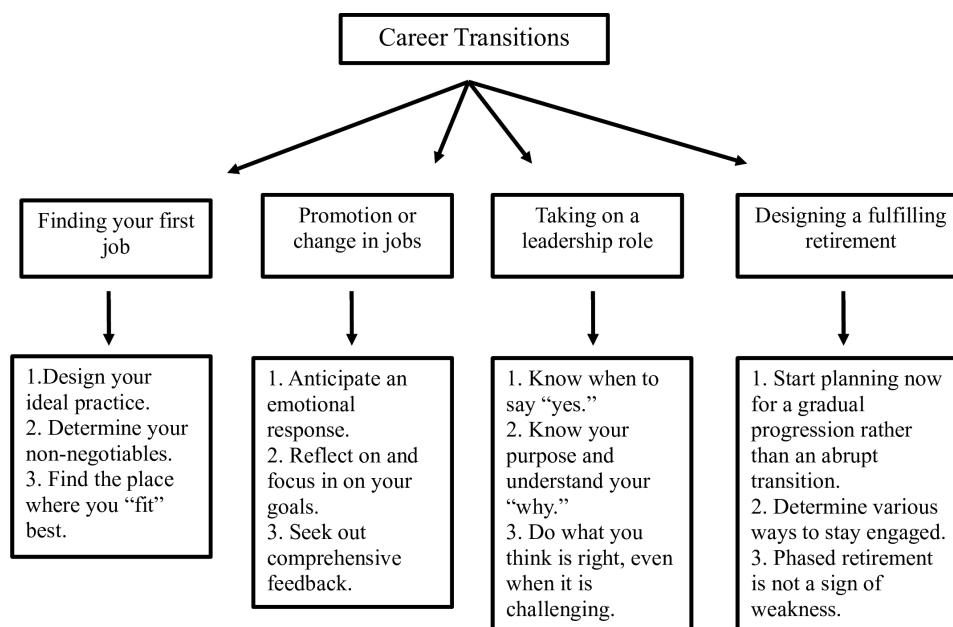 Career Transitions
Finding your first
job
Promotion or
change in jobs
Taking on a
leadership role
Designing a fulfilling
retirement
1.Design your
ideal practice.
2. Determine your
non-negotiables.
3. Find the place
where you “fit”
best.
1. Anticipate an
emotional
response.
2. Reflect on and
focus in on your
goals.
3. Seek out
comprehensive
feedback.
1. Know when to
say “yes.”
2. Know your
purpose and
understand your
“why.”
3. Do what you
think is right, even
when it is
challenging.
1. Start planning now
for a gradual
progression rather
than an abrupt
transition.
2. Determine various
ways to stay engaged.
3. Phased retirement
is not a sign of
weakness.